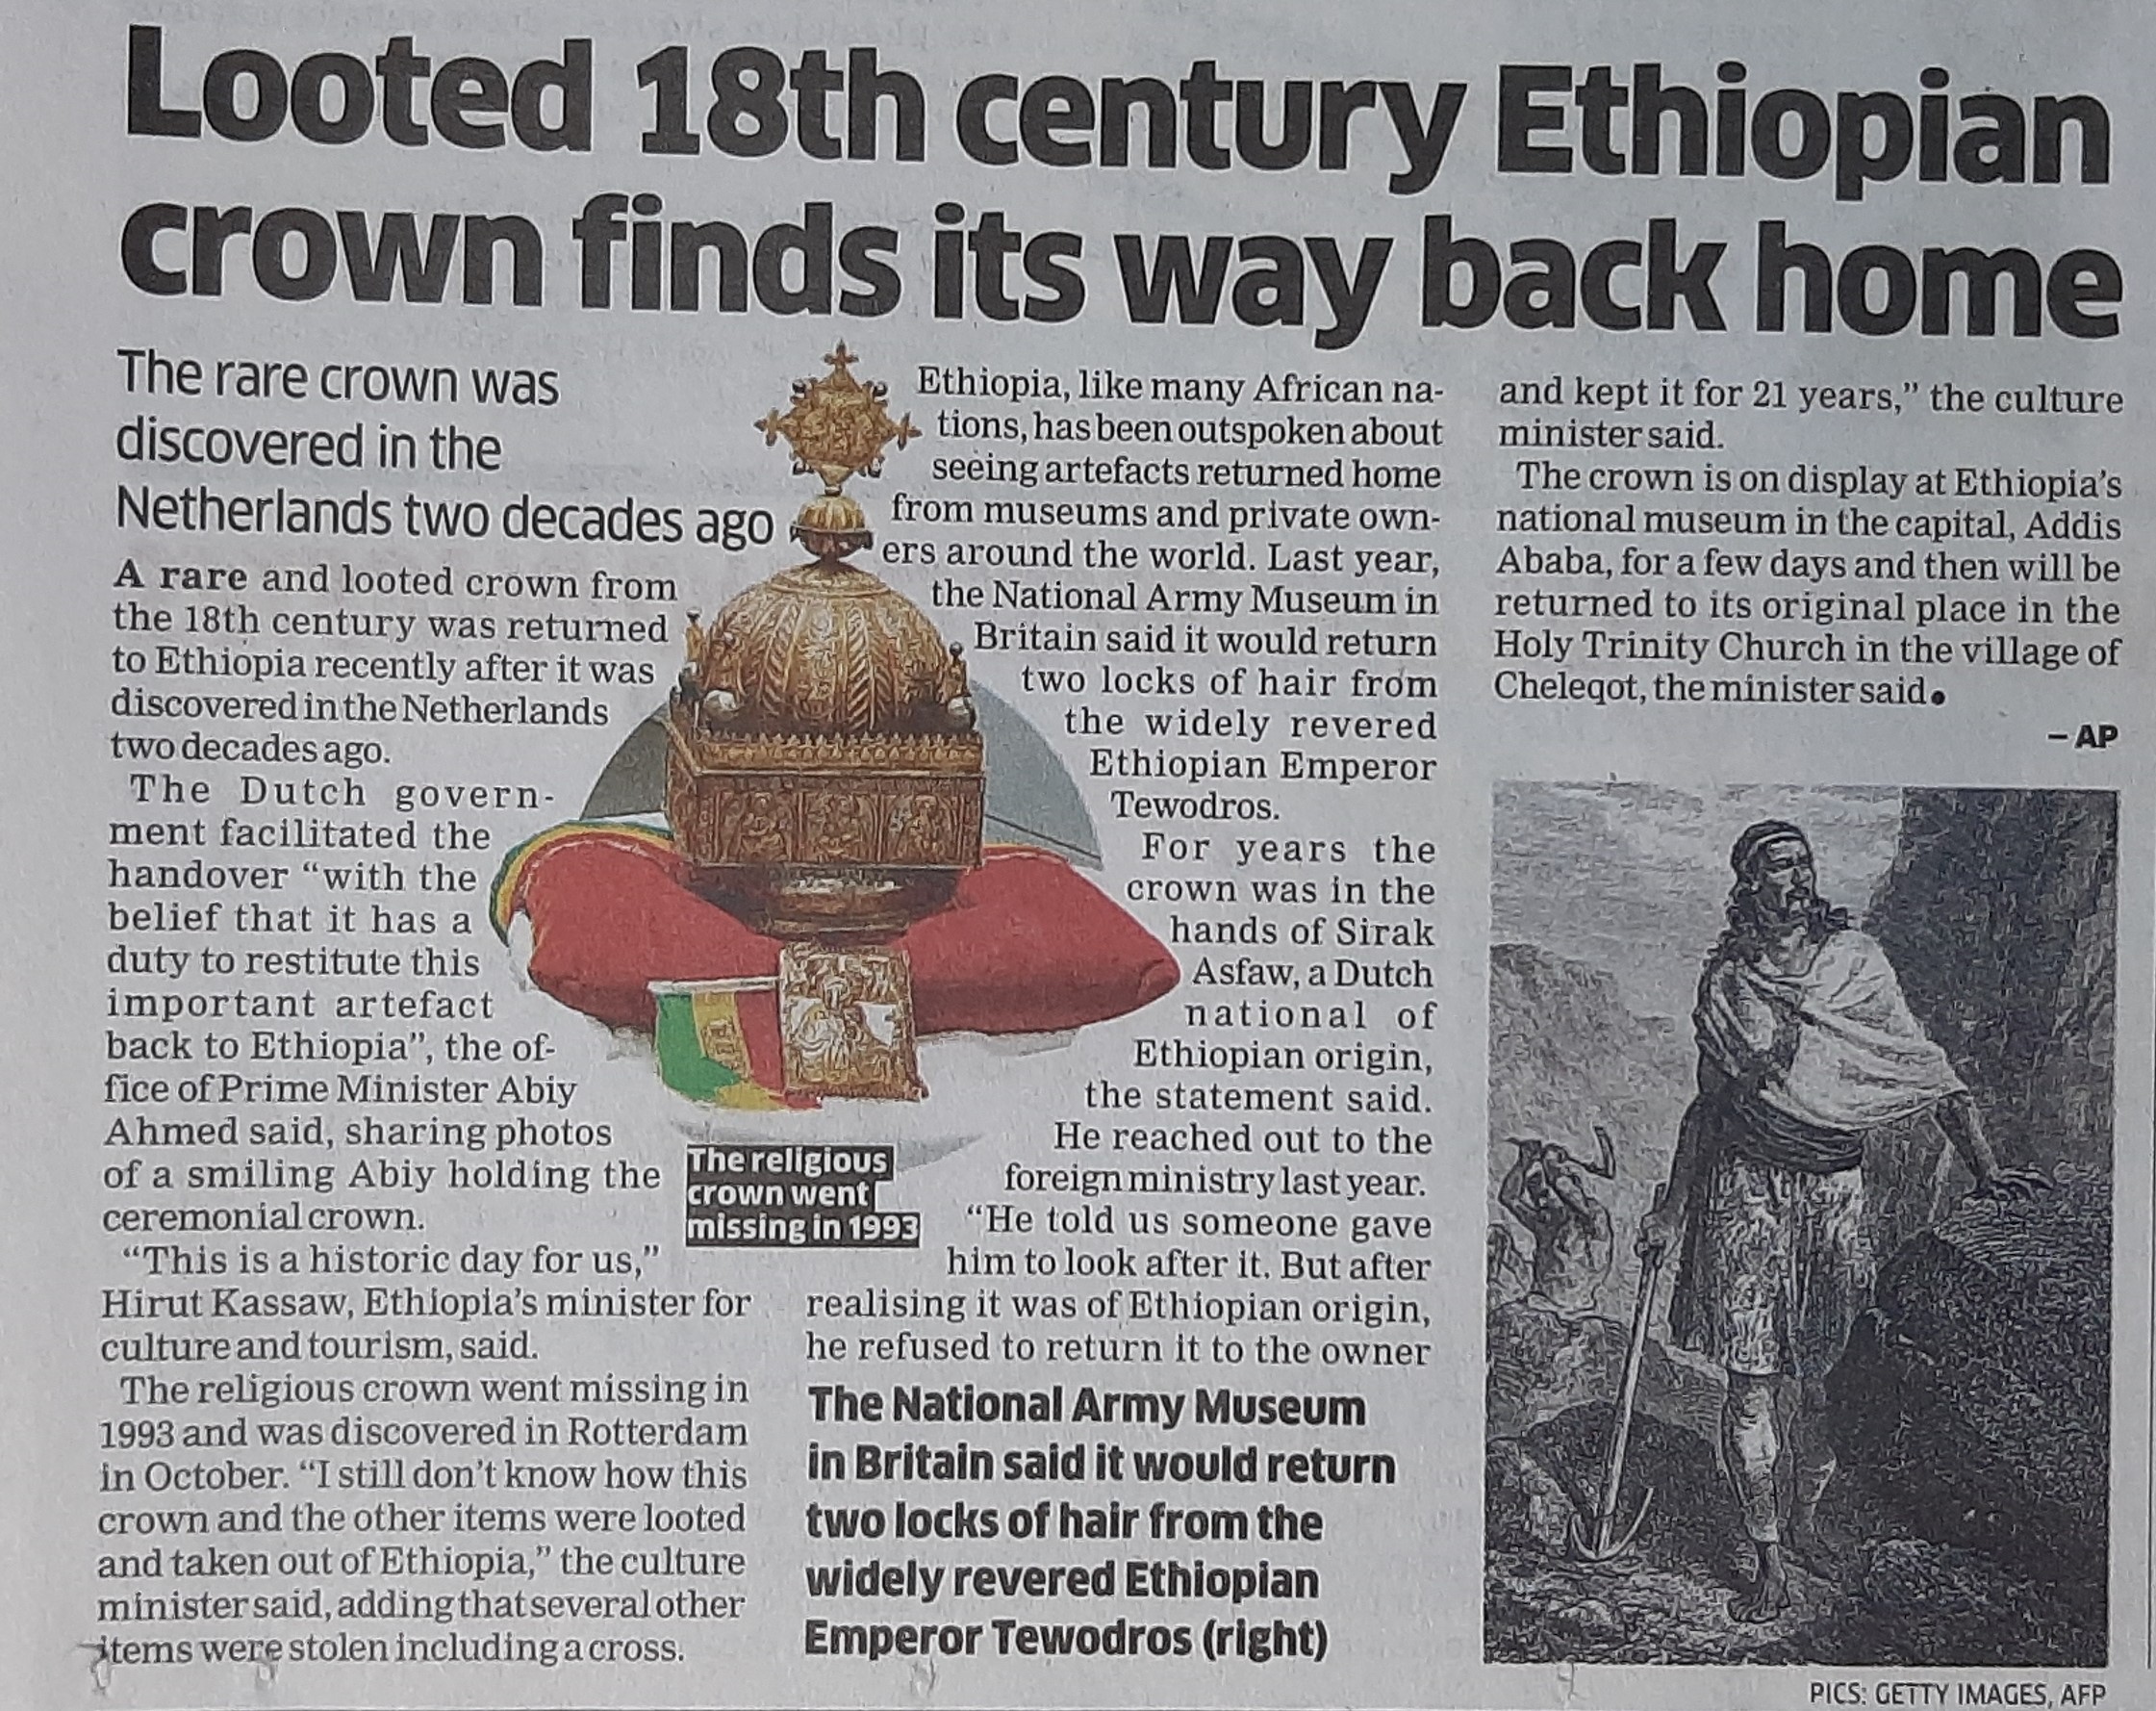 Looted 18th century Ethiopian
crown finds its way back home
The rare crown was
discovered in the
Netherlands two decades ago
A rare and looted crown from
the 18th century was returned
to Ethiopia recently after it was
discovered in the Netherlands
two decades ago.
The Dutch govern-
ment facilitated the
handover “with the
belief that it has a
duty to restitute this
important artefact
back to Ethiopia”, the of-
fice of Prime Minister Abiy
Ahmed said, sharing photos
of a smiling Abiy holding the
ceremonial crown.
“This is a historic day for us,”
Hirut Kassaw, Ethiopia’s minister for
culture and tourism, said.
The religious crown went missing in
1993 and was discovered in Rotterdam
in October. “I still don’t know how this
crown and the other items were looted
and taken out of Ethiopia,” the culture
minister said, adding that several other
items were stolen including a cross.
The religious
crown went
missing in 1993
Ethiopia, like many African na-
tions, has been outspoken about
seeing artefacts returned home
from museums and private own-
ers around the world. Last year,
the National Army Museum in
Britain said it would return
two locks of hair from
the widely revered
Ethiopian Emperor
Tewodros.
For years the
crown was in the
hands of Sirak
Asfaw, a Dutch
national of
Ethiopian origin,
the statement said.
He reached out to the
foreign ministry last year.
“He told us someone gave
him to look after it. But after
realising it was of Ethiopian origin,
he refused to return it to the owner
The National Army Museum
in Britain said it would return
two locks of hair from the
widely revered Ethiopian
Emperor Tewodros (right)
and kept it for 21 years,” the culture
minister said.
The crown is on display at Ethiopia’s
national museum in the capital, Addis
Ababa, for a few days and then will be
returned to its original place in the
Holy Trinity Church in the village of
Cheleqot, the minister said●
– AP
PICS: GETTY IMAGES, AFP